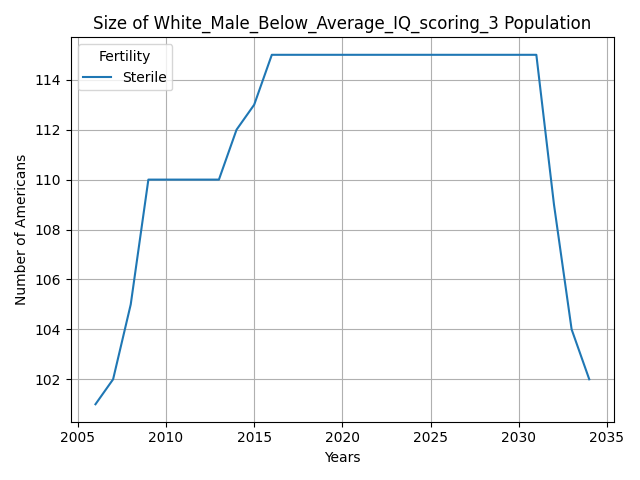 Size of White_Male_Below_Average_IQ_scoring_3 Population
Fertility
Sterile
Number of Americans
114
112
110
108
106
104
102
2005 2010 2015 2020 2025 2030 2035
Years